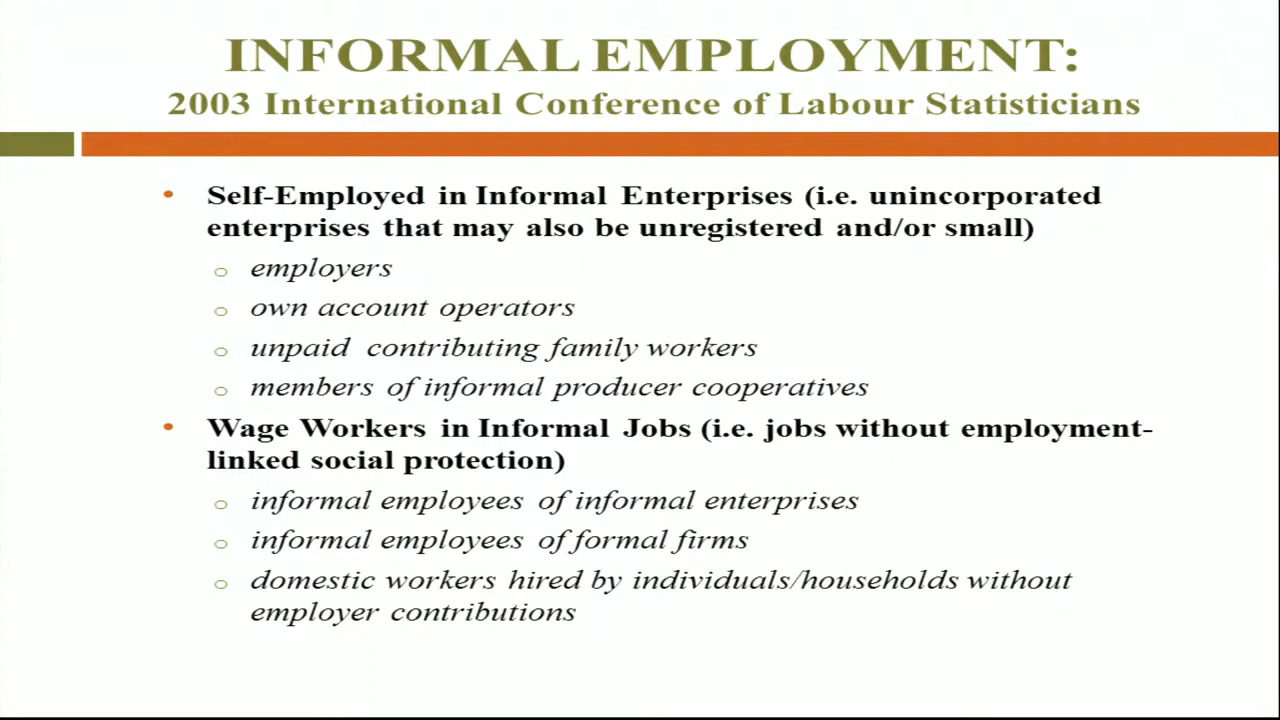 INFORMAL EMPLOYMENT:
2003 International Conference of Labour Statisticians
• Self-Employed in Informal Enterprises (i.e. unincorporated
enterprises that may also be unregistered and/or small)
o employers
o own account operators
o unpaid contributing family workers
o members of informal producer cooperatives
• Wage Workers in Informal Jobs (i.e. jobs without employment-
linked social protection)
o informal employees of informal enterprises
o informal employees of formal firms
o domestic workers hired by individuals/households without
employer contributions